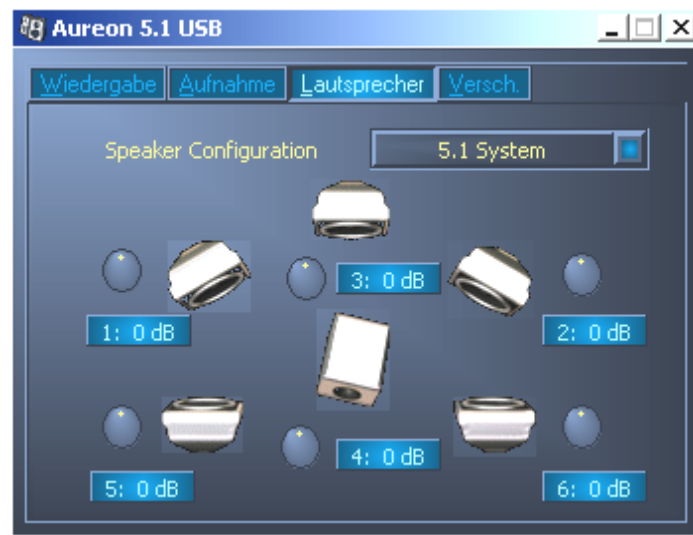 Aureon 5.1 USB
Wiedergabe Aufnahme Lautsprecher Versch.
Speaker Configuration 5.1 System
3: 0 dB
1: 0 dB 2: 0 dB
4: 0 dB
5: 0 dB 6: 0 dB